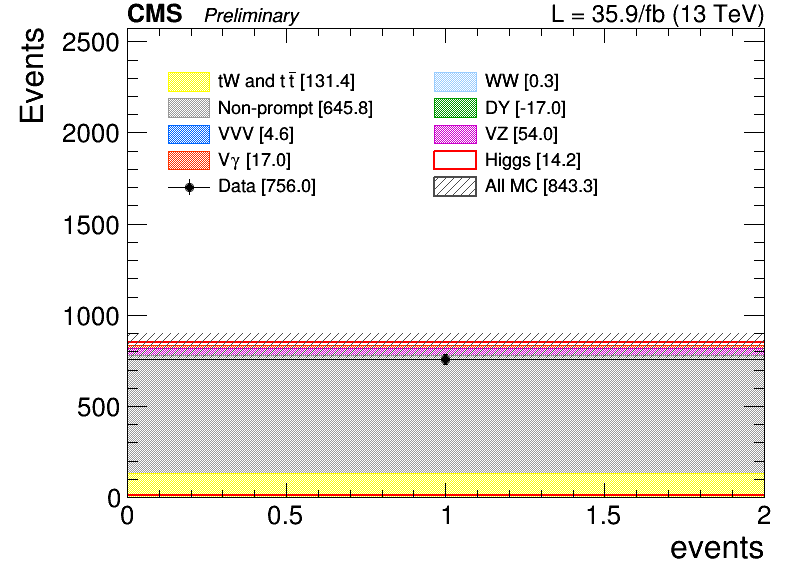 CMS Preliminary L = 35.9/fb (13 TeV)
Events
2500
2000
1500
1000
500
0
tW and t t̄ [131.4]
Non-prompt [645.8]
VVV [4.6]
Vγ [17.0]
Data [756.0]
WW [0.3]
DY [-17.0]
VZ [54.0]
Higgs [14.2]
All MC [843.3]
0 0.5 1 1.5 2
events